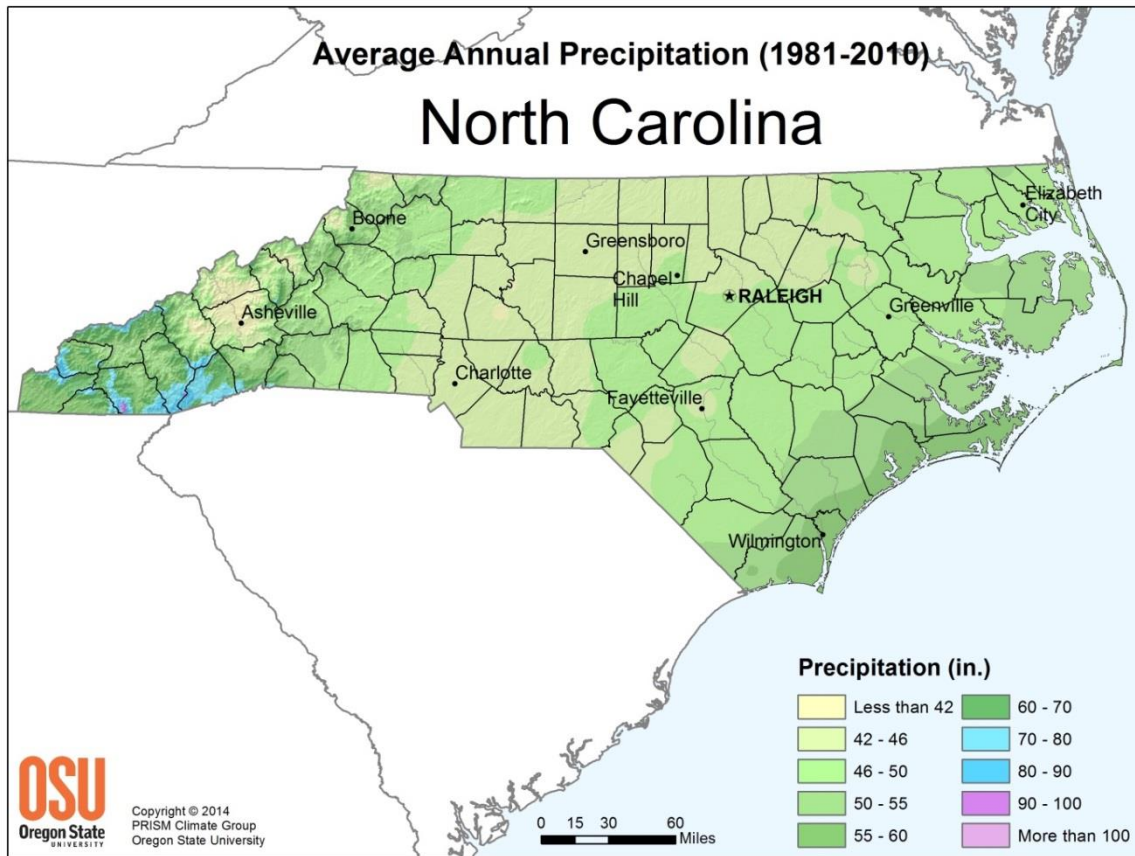 Average Annual Precipitation (1981-2010)
North Carolina
Boone
Elizabeth
City
Greensboro
Chapel
Hill
RALEIGH
Greenville
Asheville
Charlotte
Fayetteville
Wilmington
Precipitation (in.)
Less than 42
42 - 46
46 - 50
50 - 55
55 - 60
60 - 70
70 - 80
80 - 90
90 - 100
More than 100
OSU
Oregon State
UNIVERSITY
Copyright © 2014
PRISM Climate Group
Oregon State University
0 15 30 60
Miles